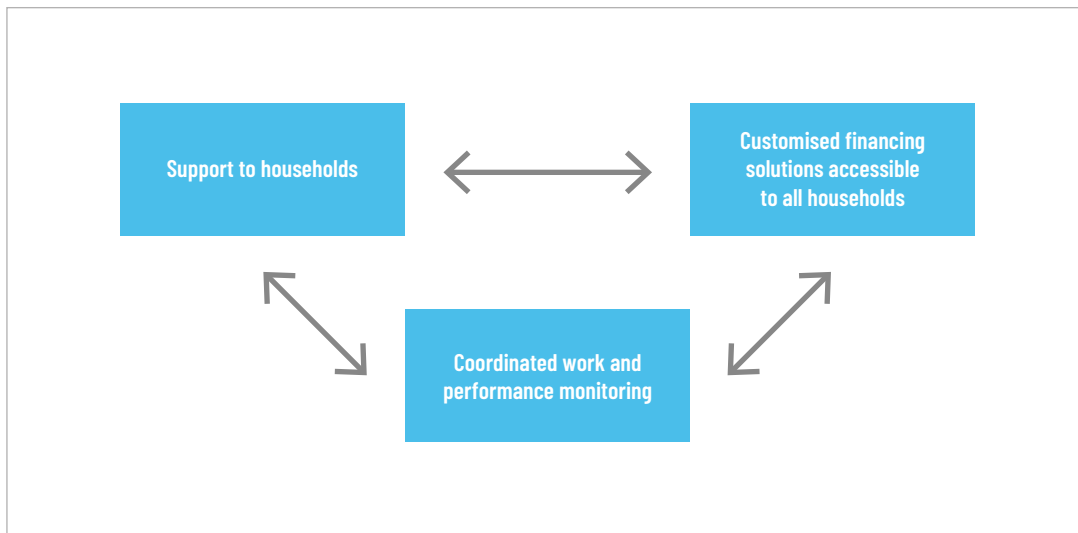 Support to households
Customised financing
solutions accessible
to all households
Coordinated work and
performance monitoring